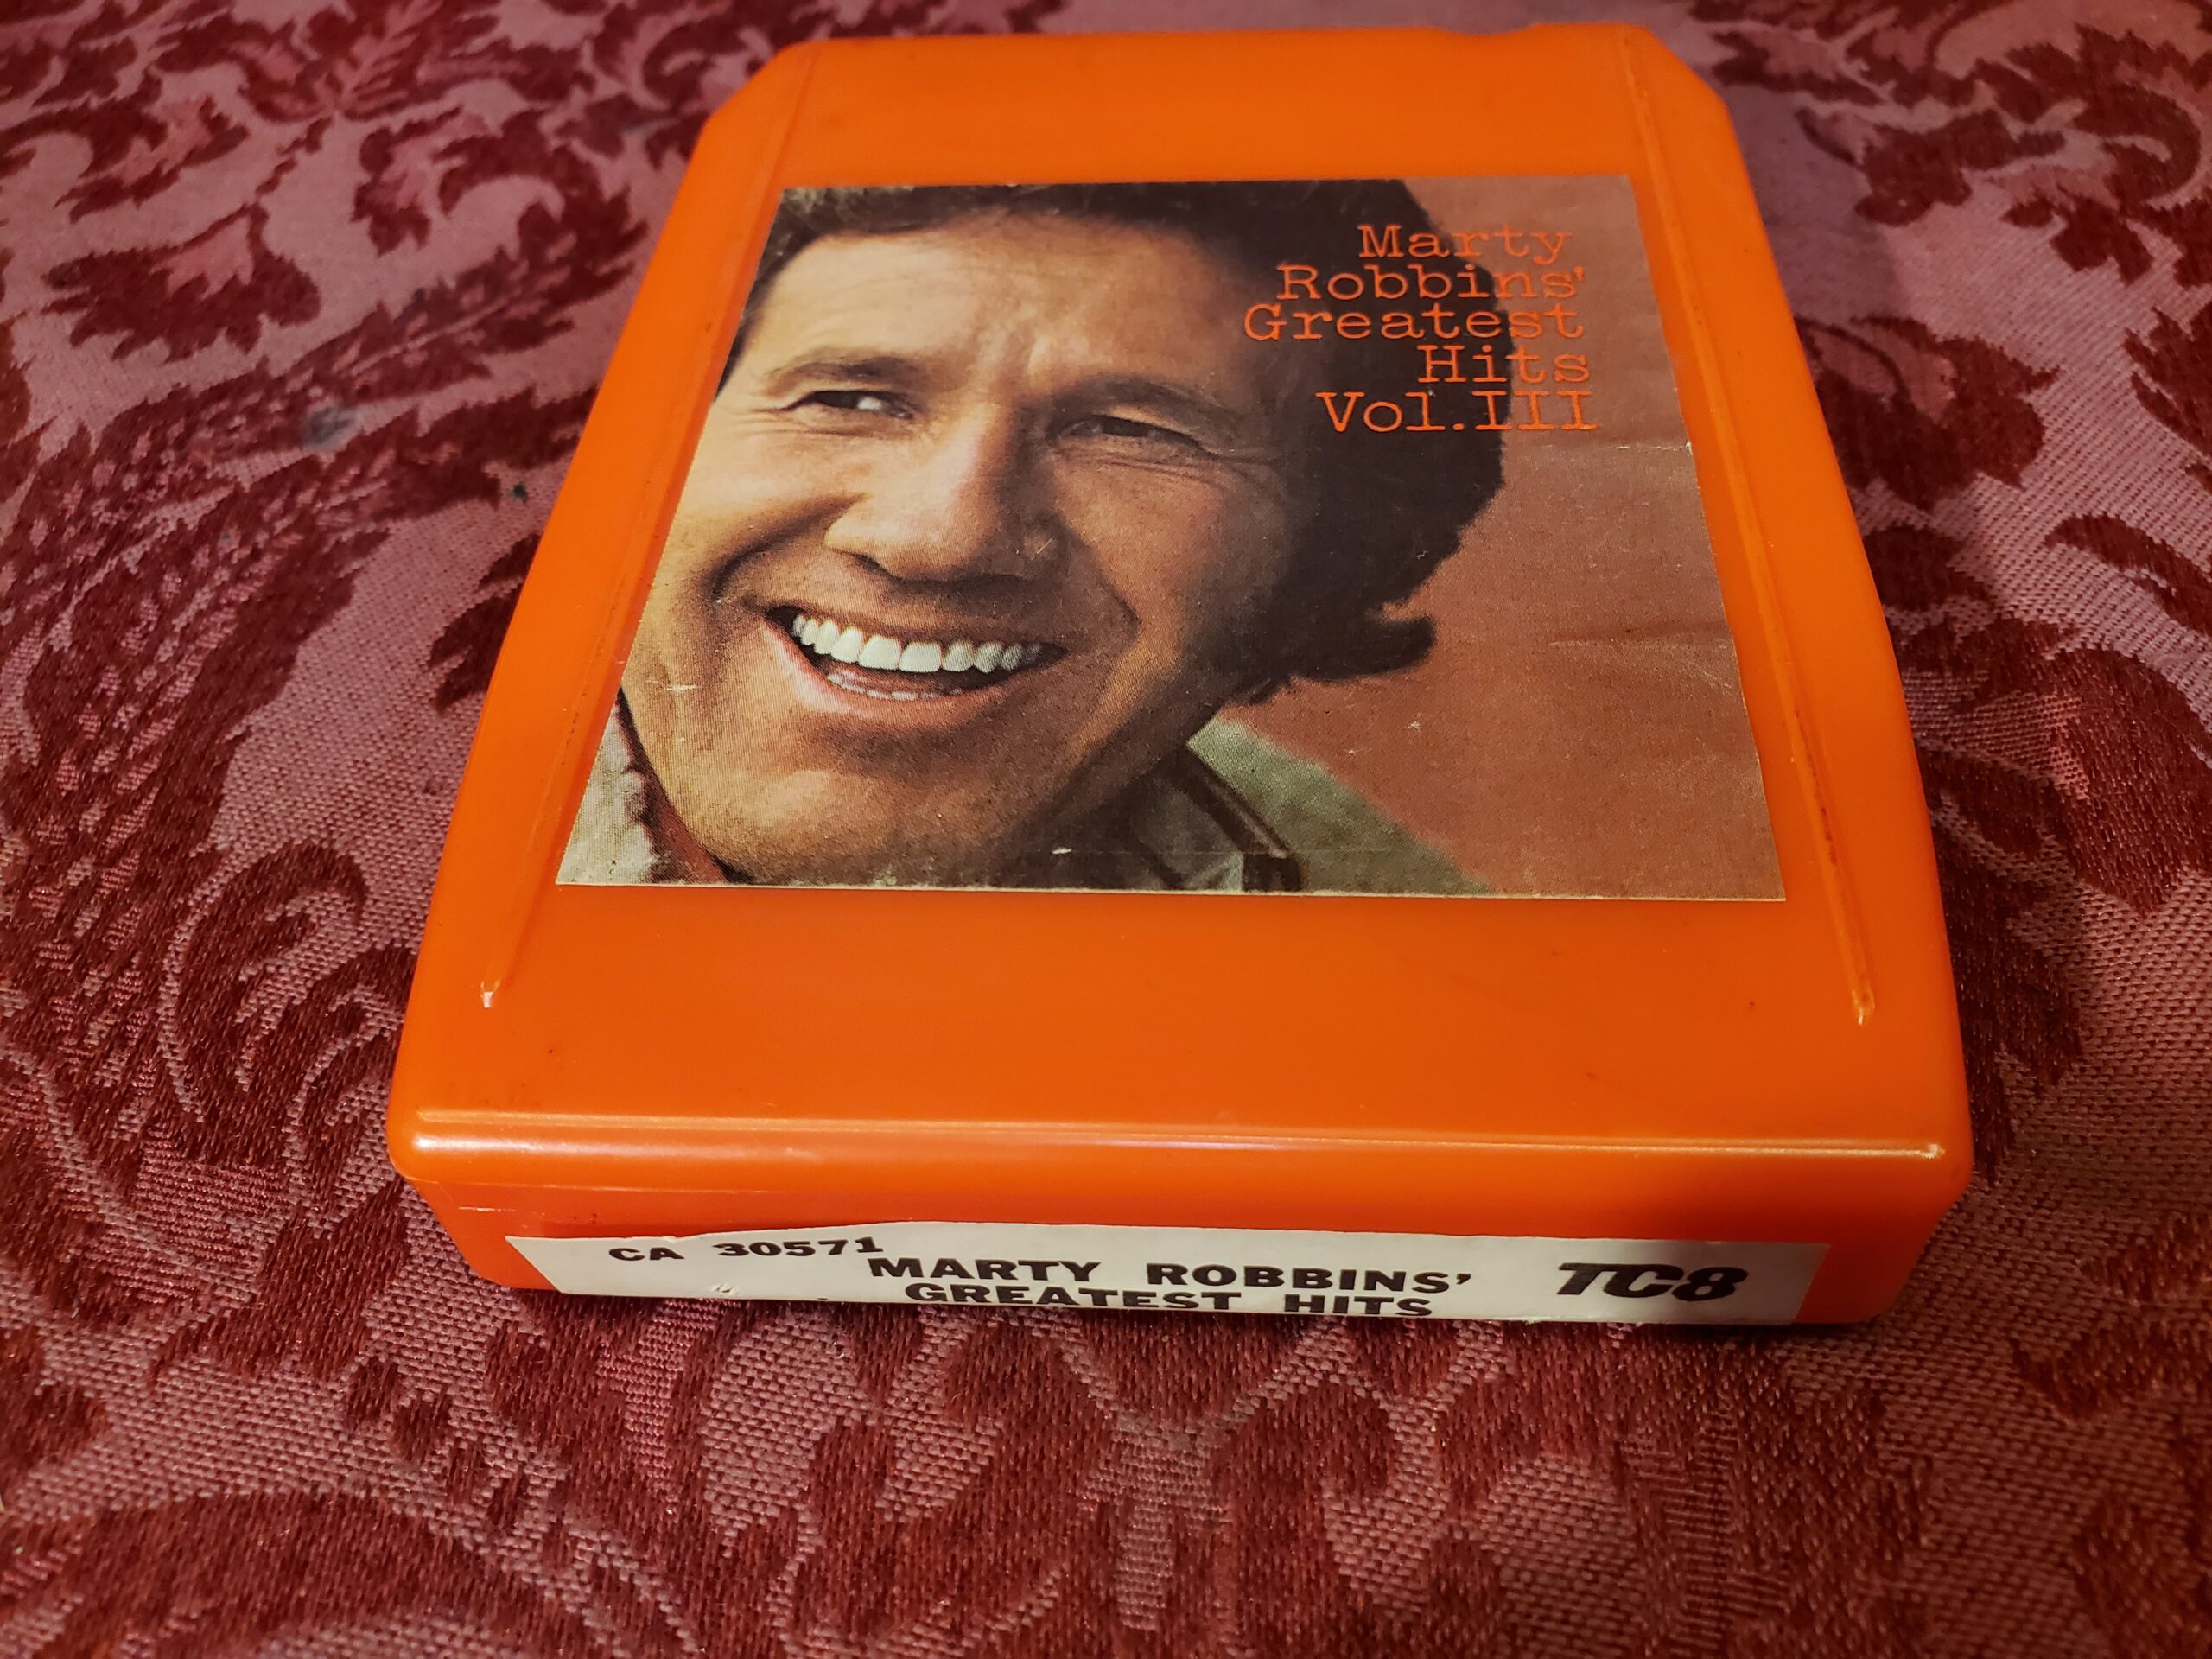 Marty
Robbins'
Greatest
Hits
Vol.III
CA 30571
MARTY ROBBINS'
GREATEST HITS
TC8